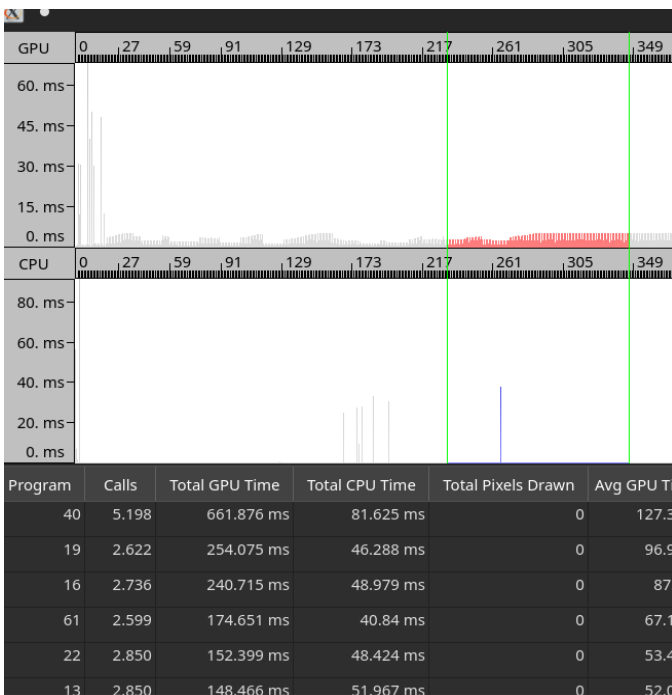 GPU 0 27 59 91 129 173 217 261 305 349
60. ms
45. ms
30. ms
15. ms
0. ms
CPU 0 27 59 91 129 173 217 261 305 349
80. ms
60. ms
40. ms
20. ms
0. ms
Program Calls Total GPU Time Total CPU Time Total Pixels Drawn Avg GPU Ti
40 5.198 661.876 ms 81.625 ms 0 127.3
19 2.622 254.075 ms 46.288 ms 0 96.9
16 2.736 240.715 ms 48.979 ms 0 87
61 2.599 174.651 ms 40.84 ms 0 67.1
22 2.850 152.399 ms 48.424 ms 0 53.4
13 2.850 148.466 ms 51.967 ms 0 52.0